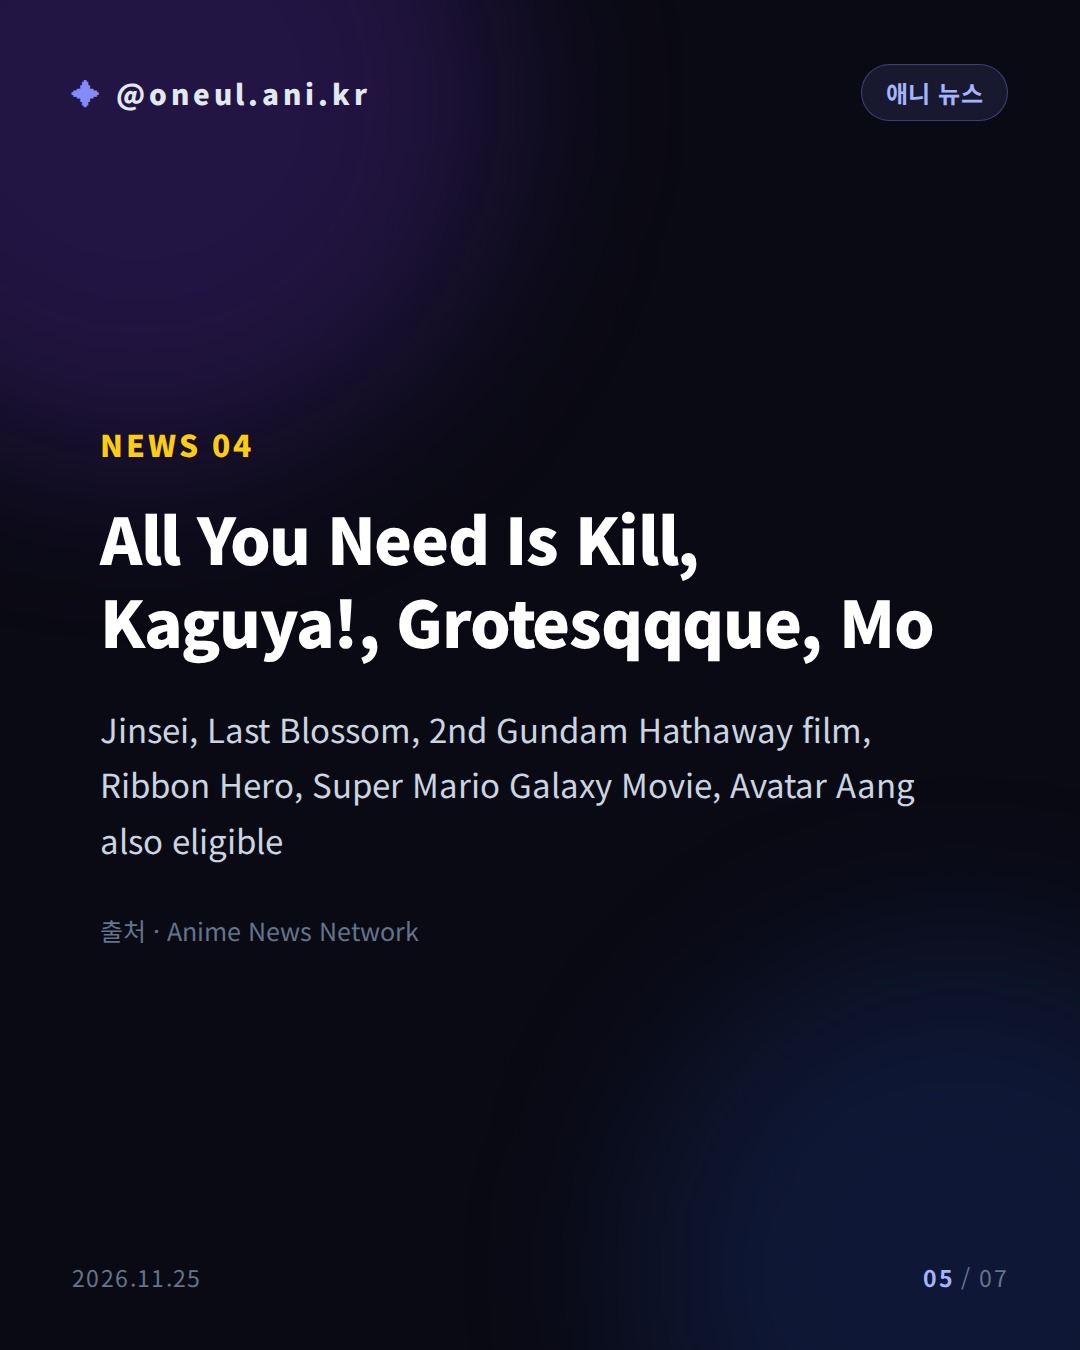 @oneul.ani.kr
애니 뉴스
NEWS 04
All You Need Is Kill,
Kaguya!, Grotesqqque, Mo
Jinsei, Last Blossom, 2nd Gundam Hathaway film,
Ribbon Hero, Super Mario Galaxy Movie, Avatar Aang
also eligible
출처 · Anime News Network
2026.11.25
05 / 07